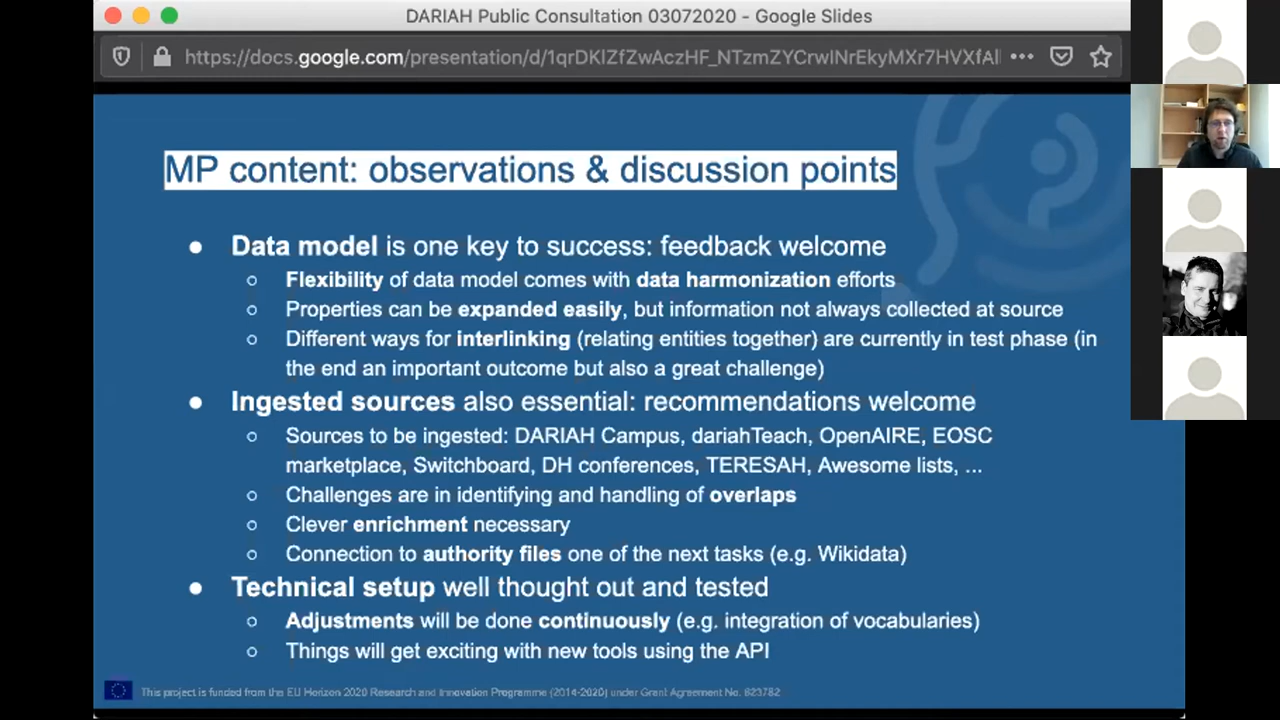 DARIAH Public Consultation 03072020 - Google Slides
MP content: observations & discussion points
● Data model is one key to success: feedback welcome
○ Flexibility of data model comes with data harmonization efforts
○ Properties can be expanded easily, but information not always collected at source
○ Different ways for interlinking (relating entities together) are currently in test phase (in
the end an important outcome but also a great challenge)
● Ingested sources also essential: recommendations welcome
○ Sources to be ingested: DARIAH Campus, dariahTeach, OpenAIRE, EOSC
marketplace, Switchboard, DH conferences, TERESAH, Awesome lists, ...
○ Challenges are in identifying and handling of overlaps
○ Clever enrichment necessary
○ Connection to authority files one of the next tasks (e.g. Wikidata)
● Technical setup well thought out and tested
○ Adjustments will be done continuously (e.g. integration of vocabularies)
○ Things will get exciting with new tools using the API
This project is funded from the EU Horizon 2020 Research and Innovation Programme (2014-2020) under Grant Agreement No. 823782